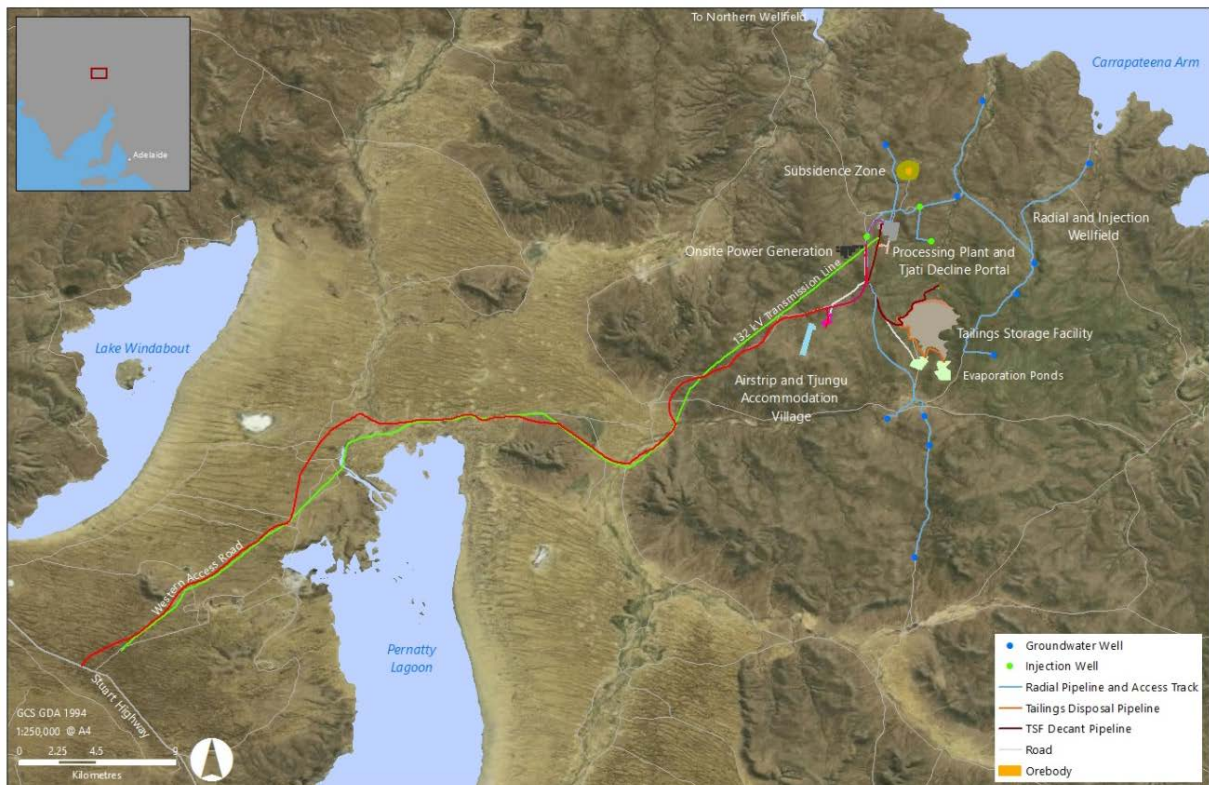 To Northern Wellfield
Carrapateena Arm
Adelaide
Subsidence Zone
Radial and Injection
Wellfield
Onsite Power Generation
Processing Plant and
Tjati Decline Portal
132 kV Transmission Line
Tailings Storage Facility
Lake Windabout
Evaporation Ponds
Airstrip and Tjungu
Accommodation
Village
Western Access Road
Pernatty
Lagoon
Stuart Highway
GCS GDA 1994
1:250,000 @ A4
0 2.25 4.5 9
Kilometres
Groundwater Well
Injection Well
Radial Pipeline and Access Track
Tailings Disposal Pipeline
TSF Decant Pipeline
Road
Orebody